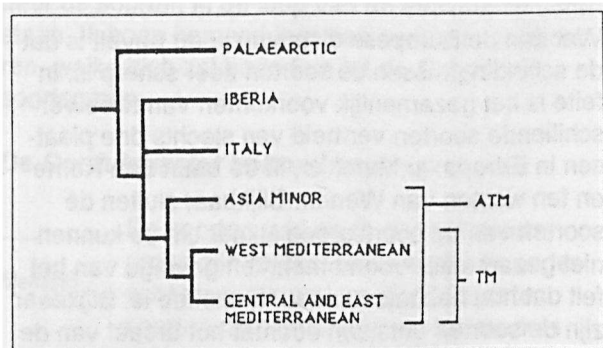 PALAEARCTIC
IBERIA
ITALY
ASIA MINOR
ATM
WEST MEDITERRANEAN
TM
CENTRAL AND EAST
MEDITERRANEAN